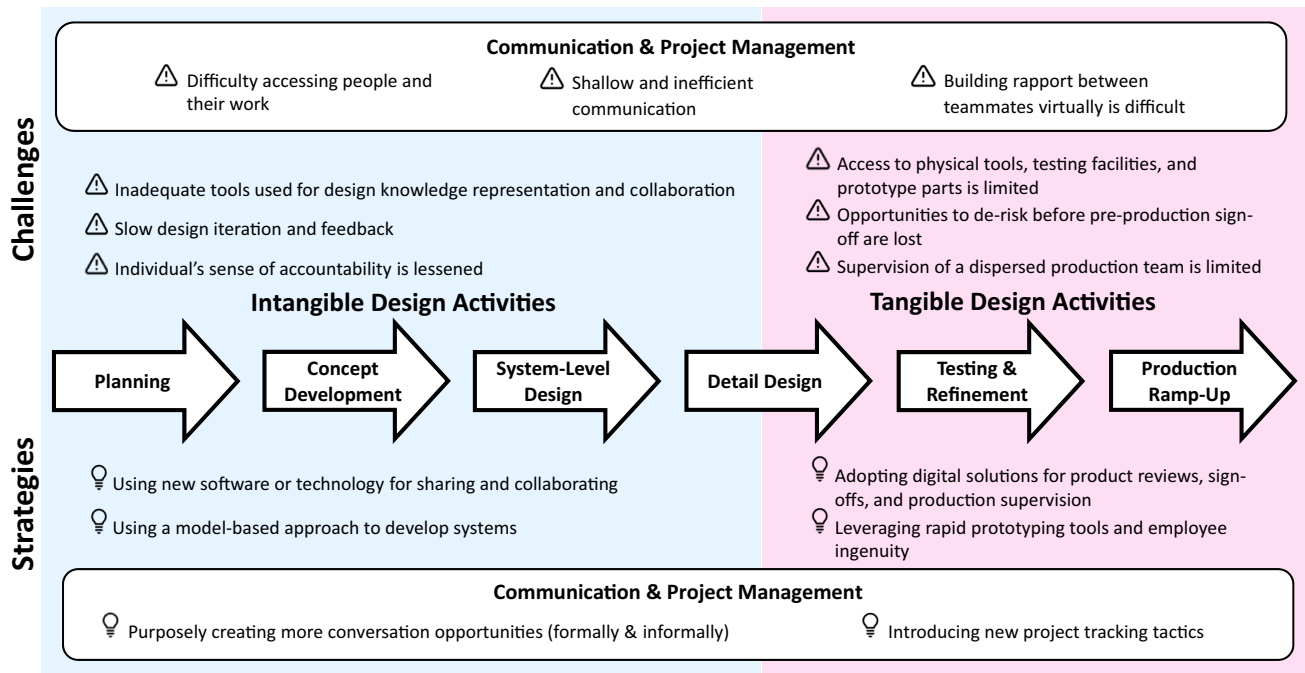 Communication & Project Management
Difficulty accessing people and
their work
Shallow and inefficient
communication
Building rapport between
teammates virtually is difficult
Challenges
Inadequate tools used for design knowledge representation and collaboration
Slow design iteration and feedback
Individual's sense of accountability is lessened
Access to physical tools, testing facilities, and
prototype parts is limited
Opportunities to de-risk before pre-production sign-
off are lost
Supervision of a dispersed production team is limited
Intangible Design Activities
Tangible Design Activities
Planning
Concept
Development
System-Level
Design
Detail Design
Testing &
Refinement
Production
Ramp-Up
Strategies
Using new software or technology for sharing and collaborating
Using a model-based approach to develop systems
Adopting digital solutions for product reviews, sign-
offs, and production supervision
Leveraging rapid prototyping tools and employee
ingenuity
Communication & Project Management
Purposely creating more conversation opportunities (formally & informally)
Introducing new project tracking tactics